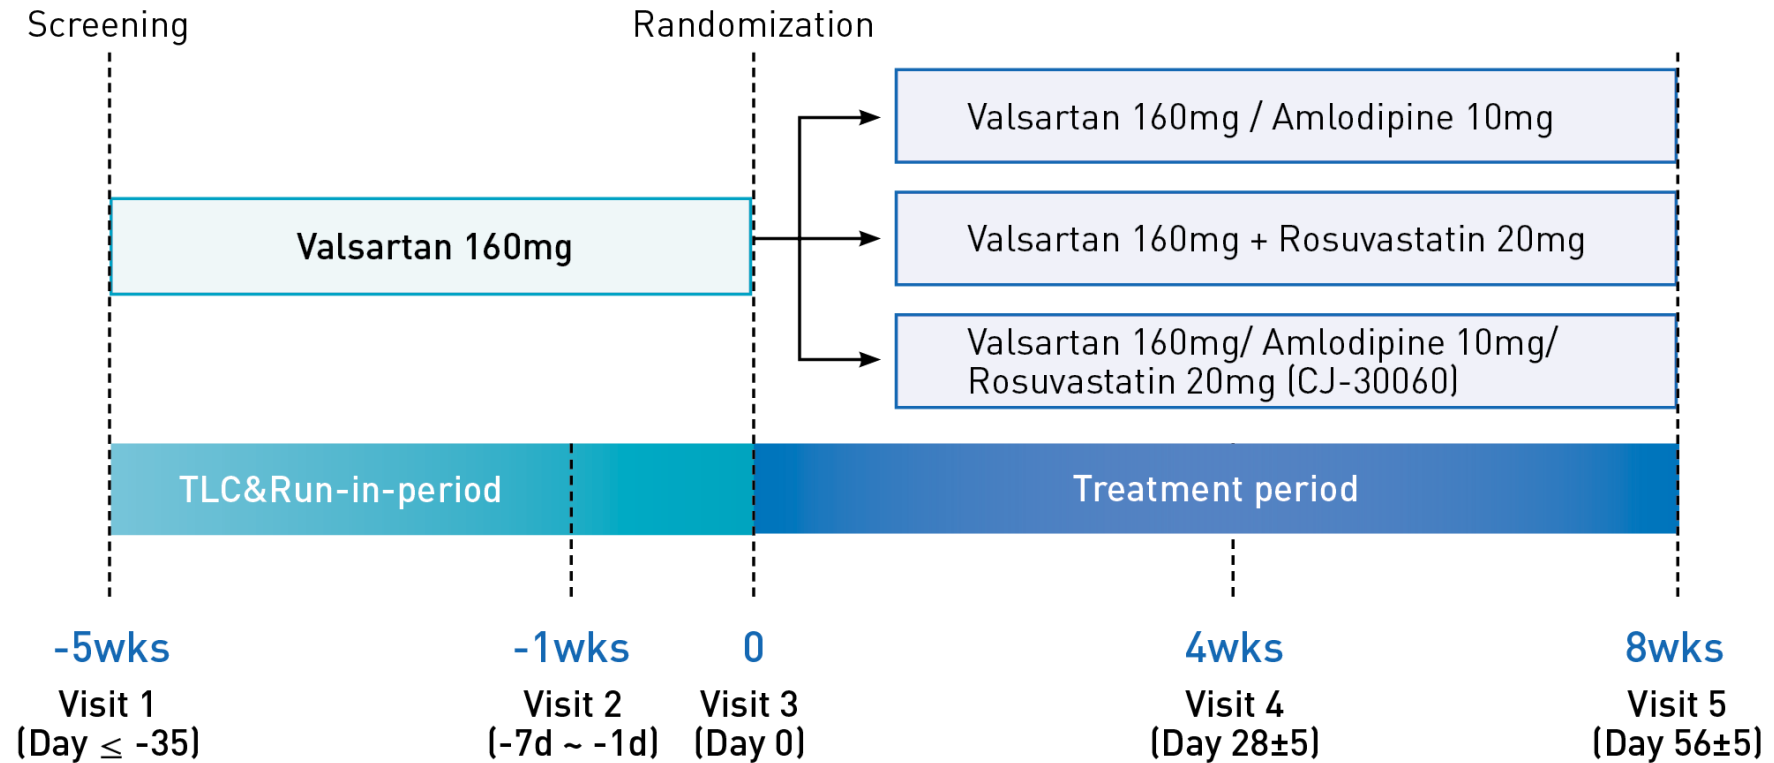 Screening
Randomization
Valsartan 160mg / Amlodipine 10mg
Valsartan 160mg
Valsartan 160mg + Rosuvastatin 20mg
Valsartan 160mg/ Amlodipine 10mg/
Rosuvastatin 20mg (CJ-30060)
TLC&Run-in-period
Treatment period
-5wks
-1wks
0
4wks
8wks
Visit 1
Visit 2
Visit 3
Visit 4
Visit 5
(Day ≤ -35)
(-7d ~ -1d)
(Day 0)
(Day 28±5)
(Day 56±5)